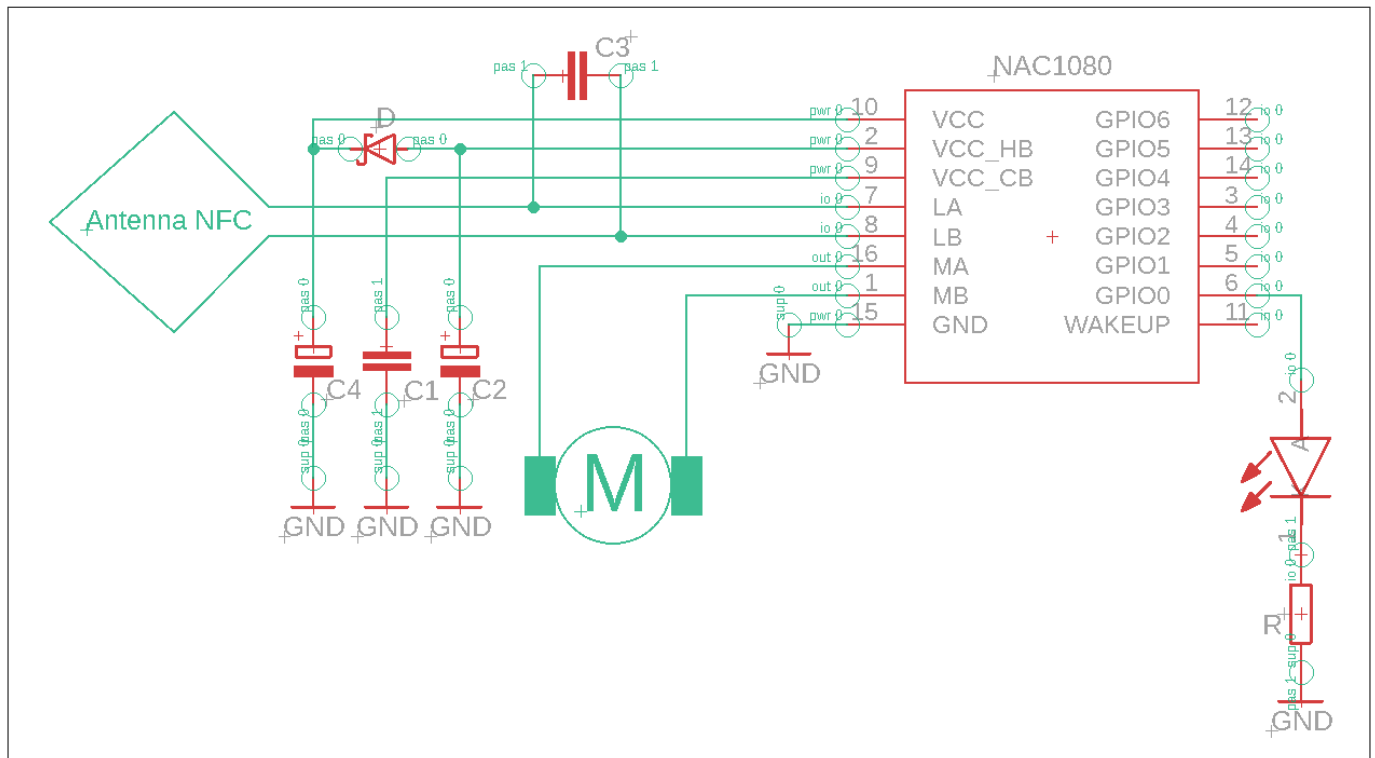 C3
pas 1
pas 1
NAC1080
D
pas 0
pas 0
Antenna NFC
pwr 0
10
VCC
GPIO6
12
io 0
pwr 0
2
VCC_HB
GPIO5
13
io 0
pwr 0
9
VCC_CB
GPIO4
14
io 0
io 0
7
LA
GPIO3
3
io 0
io 0
8
LB
GPIO2
4
io 0
out 0
16
MA
GPIO1
5
io 0
out 0
1
MB
GPIO0
6
io 0
pwr 0
15
GND
WAKEUP
11
in 0
sup 0
GND
pas 0
pas 1
pas 0
C4
C1
C2
pas 0
pas 1
pas 0
sup 0
sup 0
sup 0
GND
GND
GND
M
io 0
2
A
1
pas 1
io 0
R
sup 0
pas 1
GND